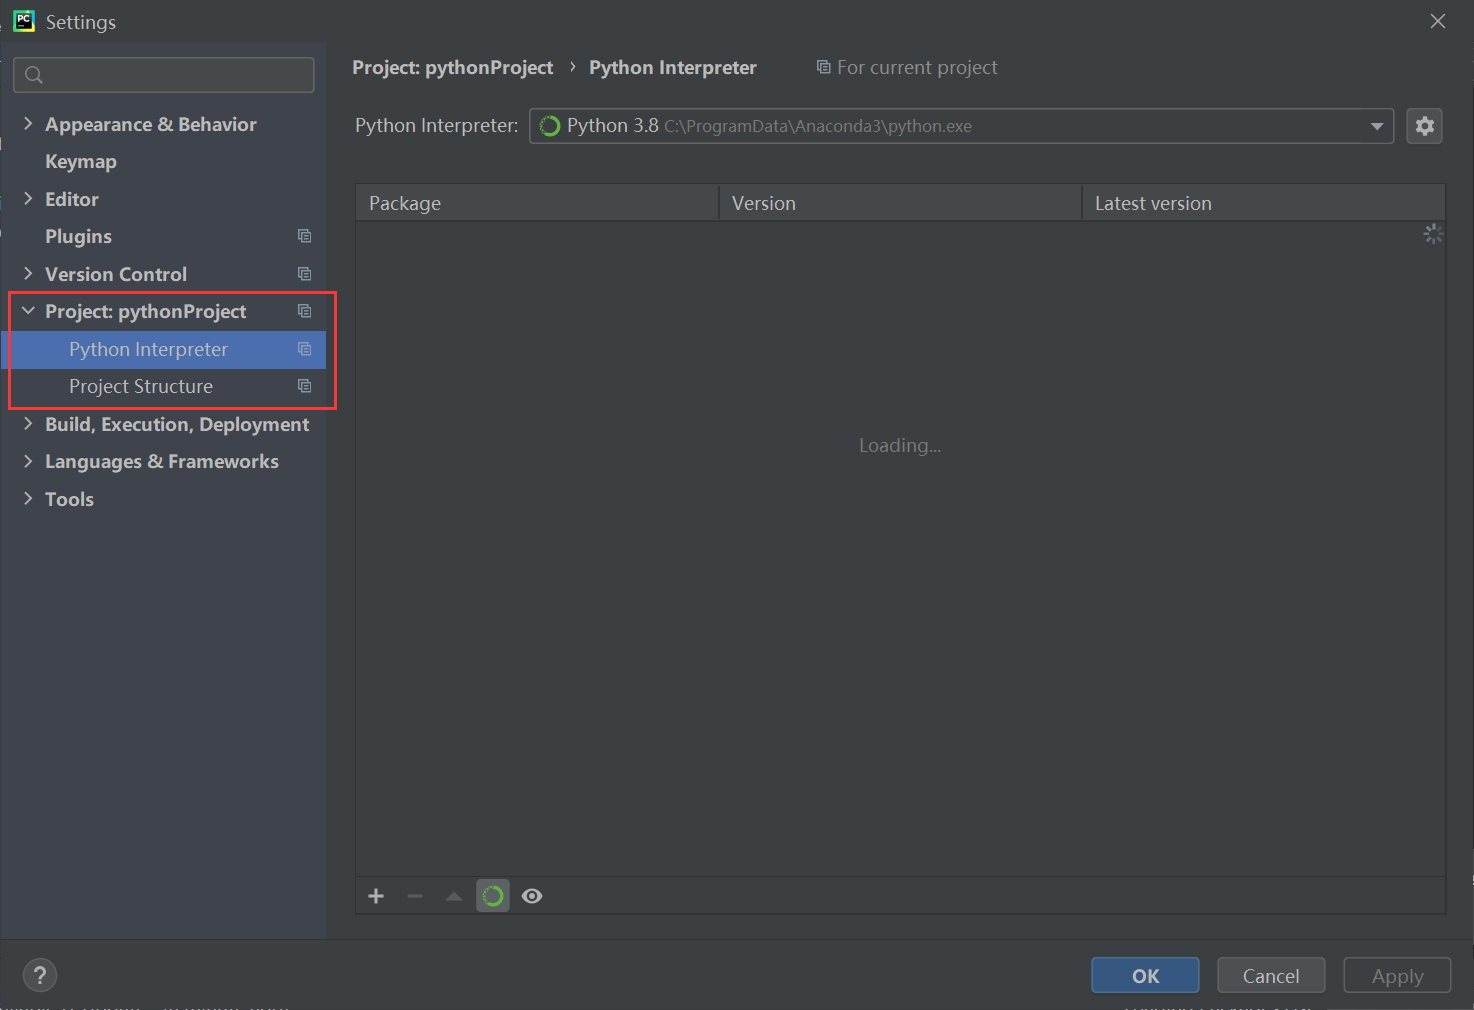 Settings
Appearance & Behavior
Keymap
Editor
Plugins
Version Control
Project: pythonProject
Python Interpreter
Project Structure
Build, Execution, Deployment
Languages & Frameworks
Tools
Project: pythonProject › Python Interpreter For current project
Python Interpreter: Python 3.8 C:\ProgramData\Anaconda3\python.exe
Package Version Latest version
Loading...
? OK Cancel Apply